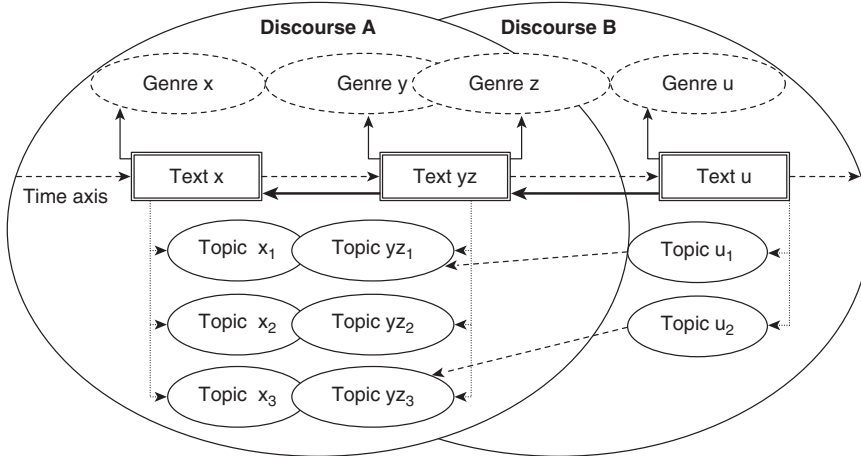 Discourse A Discourse B
Genre x Genre y Genre z Genre u
Text x Text yz Text u
Time axis
Topic x1 Topic yz1 Topic u1
Topic x2 Topic yz2 Topic u2
Topic x3 Topic yz3